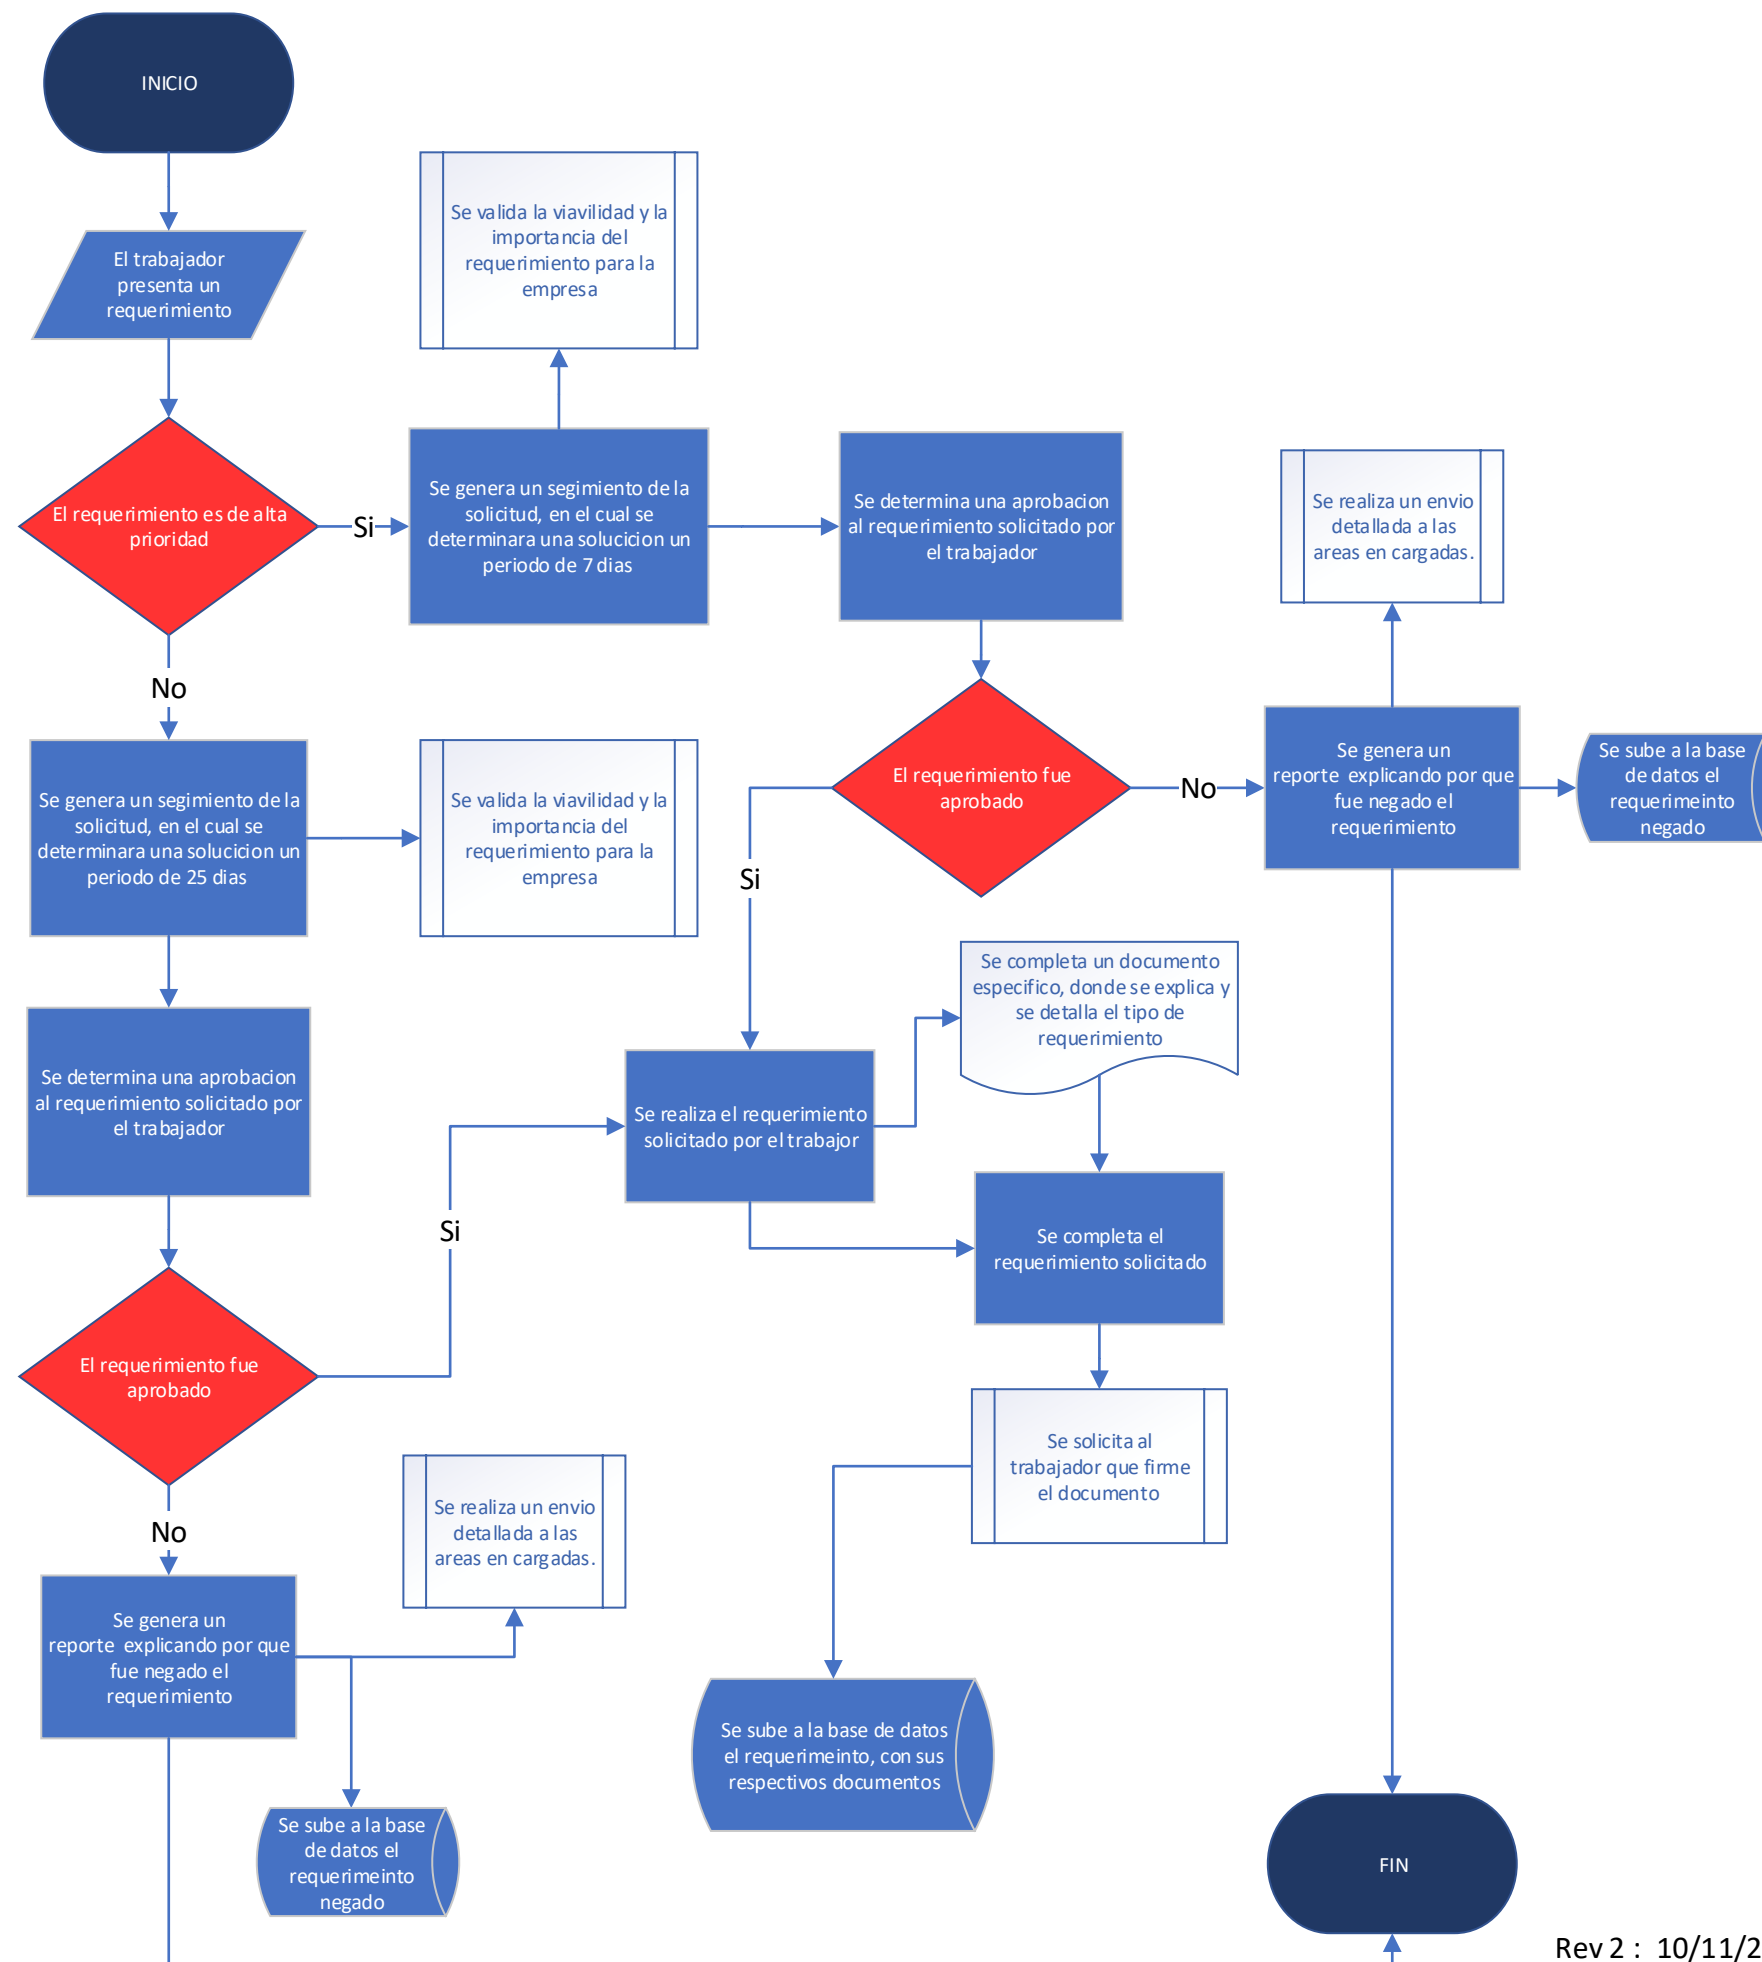 INICIO
El trabajador
presenta un
requerimiento
El requerimiento es de alta
prioridad
Si
No
Se valida la viavilidad y la
importancia del
requerimiento para la
empresa
Se genera un segimiento de la
solicitud, en el cual se
determinara una solucicion un
periodo de 7 dias
Se determina una aprobacion
al requerimiento solicitado por
el trabajador
El requerimiento fue
aprobado
No
Si
Se realiza un envio
detallada a las
areas en cargadas.
Se genera un
reporte explicando por que
fue negado el
requerimiento
Se sube a la base
de datos el
requerimeinto
negado
Se genera un segimiento de la
solicitud, en el cual se
determinara una solucicion un
periodo de 25 dias
Se valida la viavilidad y la
importancia del
requerimiento para la
empresa
Se determina una aprobacion
al requerimiento solicitado por
el trabajador
El requerimiento fue
aprobado
Si
No
Se realiza el requerimiento
solicitado por el trabajor
Se completa un documento
especifico, donde se explica y
se detalla el tipo de
requerimiento
Se completa el
requerimiento solicitado
Se solicita al
trabajador que firme
el documento
Se sube a la base de datos
el requerimeinto, con sus
respectivos documentos
Se realiza un envio
detallada a las
areas en cargadas.
Se genera un
reporte explicando por que
fue negado el
requerimiento
Se sube a la base
de datos el
requerimeinto
negado
FIN
Rev 2 : 10/11/2